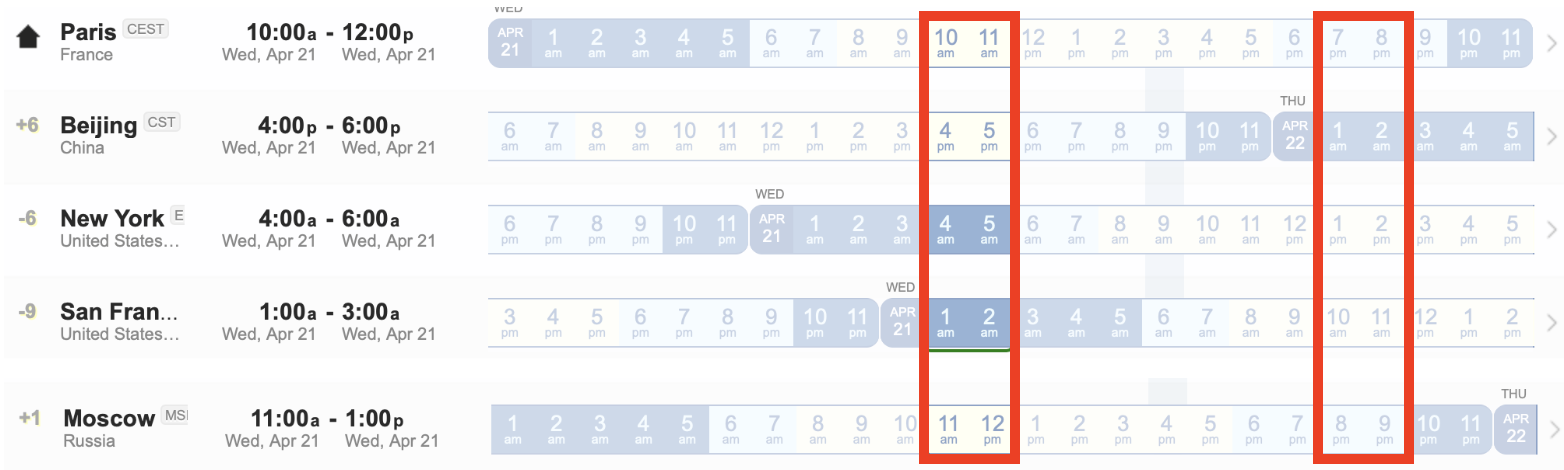 WED
Paris CEST 10:00a - 12:00p APR 1 2 3 4 5 6 7 8 9 10 11 12 1 2 3 4 5 6 7 8 9 10 11
France Wed, Apr 21 Wed, Apr 21 21 am am am am am am am am am am am pm pm pm pm pm pm pm pm pm pm pm pm
THU
+6 Beijing CST 4:00p - 6:00p 6 7 8 9 10 11 12 1 2 3 4 5 6 7 8 9 10 11 APR 1 2 3 4 5
China Wed, Apr 21 Wed, Apr 21 am am am am am am pm pm pm pm pm pm pm pm pm pm pm pm 22 am am am am am
WED
-6 New York E 4:00a - 6:00a 6 7 8 9 10 11 APR 1 2 3 4 5 6 7 8 9 10 11 12 1 2 3 4 5
United States... Wed, Apr 21 Wed, Apr 21 pm pm pm pm pm pm 21 am am am am am am am am am am am pm pm pm pm pm pm
WED
-9 San Fran... 1:00a - 3:00a 3 4 5 6 7 8 9 10 11 APR 1 2 3 4 5 6 7 8 9 10 11 12 1 2
United States... Wed, Apr 21 Wed, Apr 21 pm pm pm pm pm pm pm pm pm 21 am am am am am am am am am am am pm pm pm
THU
+1 Moscow MS 11:00a - 1:00p 1 2 3 4 5 6 7 8 9 10 11 12 1 2 3 4 5 6 7 8 9 10 11 APR
Russia Wed, Apr 21 Wed, Apr 21 am am am am am am am am am am am pm pm pm pm pm pm pm pm pm pm pm pm 22